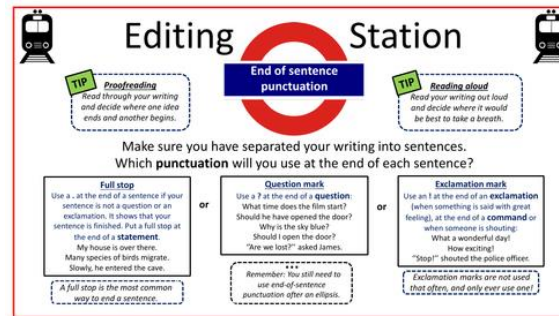 Editing Station
End of sentence
punctuation
TIP
Proofreading
Read through your writing
and decide where one idea
ends and another begins.
TIP
Reading aloud
Read your writing out loud
and decide where it would
be best to take a breath.
Make sure you have separated your writing into sentences.
Which punctuation will you use at the end of each sentence?
Full stop
Use a . at the end of a sentence if your
sentence is not a question or an
exclamation. It shows that your
sentence is finished. Put a full stop at
the end of a statement.
My house is over there.
Many species of birds migrate.
Slowly, he entered the cave.
A full stop is the most common
way to end a sentence.
or
Question mark
Use a ? at the end of a question:
What time does the film start?
Should he have opened the door?
Why is the sky blue?
Should I open the door?
"Are we lost?" asked James.
...
Remember: You still need to
use end-of-sentence
punctuation after an ellipsis.
or
Exclamation mark
Use an ! at the end of an exclamation
(when something is said with great
feeling), at the end of a command or
when someone is shouting:
What a wonderful day!
How exciting!
"Stop!" shouted the police officer.
Exclamation marks are not used
that often, and only ever use one!